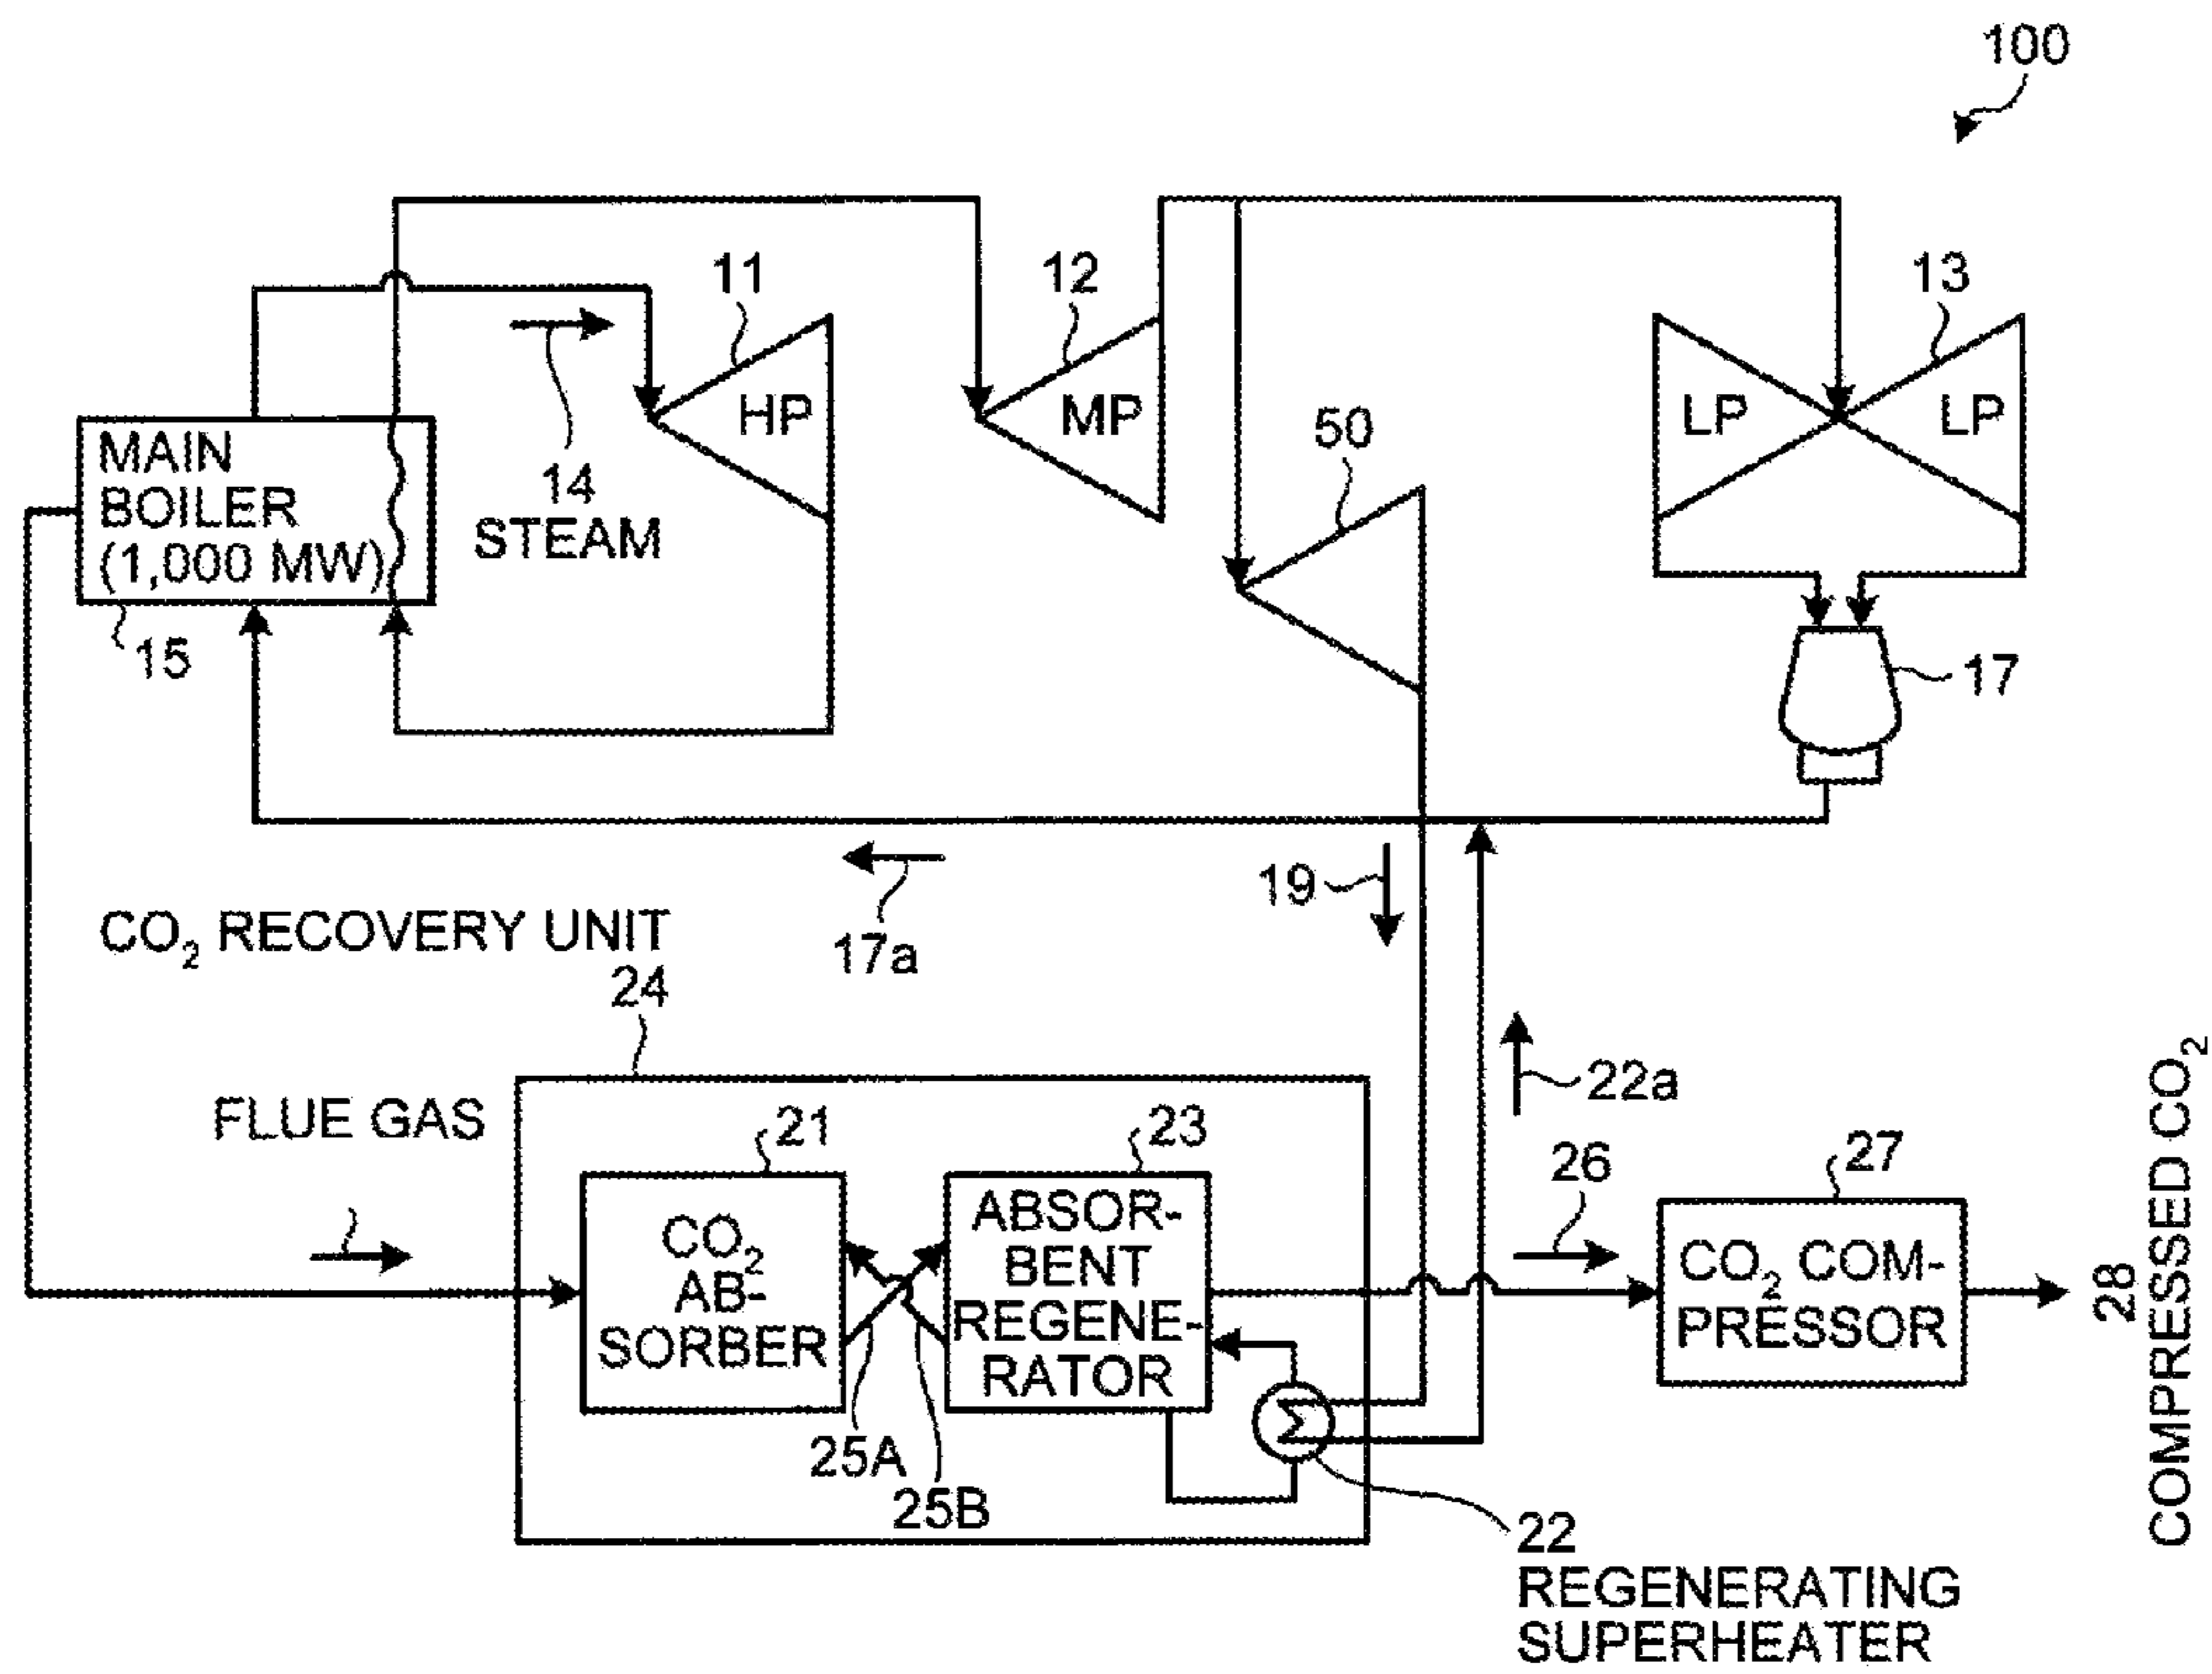 100
11
12
13
HP
MP
LP
LP
50
MAIN
BOILER
(1,000 MW)
14
STEAM
15
17
19
17a
CO2 RECOVERY UNIT
24
22a
FLUE GAS
21
23
26
27
CO2
AB-
SORBER
ABSOR-
BENT
REGENE-
RATOR
CO2 COM-
PRESSOR
28
COMPRESSED CO2
25A
25B
22
REGENERATING
SUPERHEATER